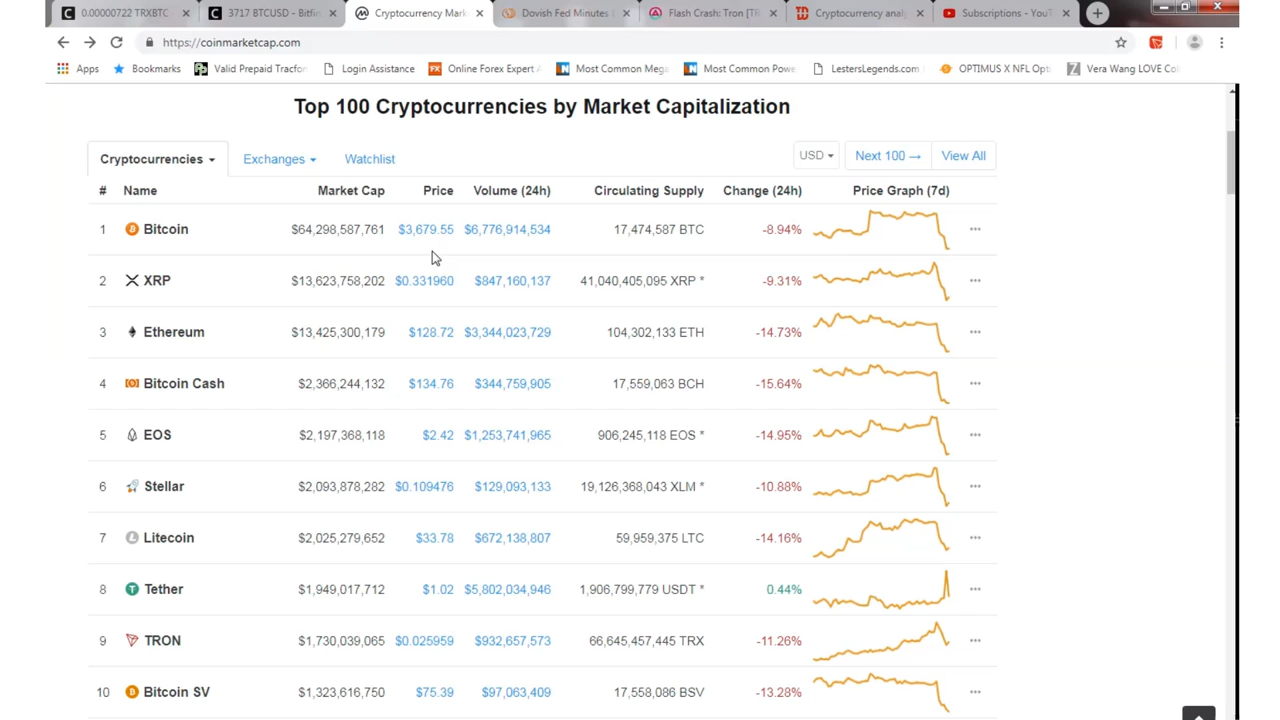 0.00000722 TRXBTC
3717 BTCUSD - Bitfin
Cryptocurrency Mark
Dovish Fed Minutes
Flash Crash: Tron [TR
Cryptocurrency anal
Subscriptions - YouT
https://coinmarketcap.com
Apps
Bookmarks
Valid Prepaid Tracfon
Login Assistance
Online Forex Expert A
Most Common Mega
Most Common Powe
LestersLegends.com
OPTIMUS X NFL Opti
Vera Wang LOVE Co
Top 100 Cryptocurrencies by Market Capitalization
Cryptocurrencies Exchanges Watchlist USD Next 100 → View All
# Name Market Cap Price Volume (24h) Circulating Supply Change (24h) Price Graph (7d)
1 Bitcoin $64,298,587,761 $3,679.55 $6,776,914,534 17,474,587 BTC -8.94%
2 XRP $13,623,758,202 $0.331960 $847,160,137 41,040,405,095 XRP * -9.31%
3 Ethereum $13,425,300,179 $128.72 $3,344,023,729 104,302,133 ETH -14.73%
4 Bitcoin Cash $2,366,244,132 $134.76 $344,759,905 17,559,063 BCH -15.64%
5 EOS $2,197,368,118 $2.42 $1,253,741,965 906,245,118 EOS * -14.95%
6 Stellar $2,093,878,282 $0.109476 $129,093,133 19,126,368,043 XLM * -10.88%
7 Litecoin $2,025,279,652 $33.78 $672,138,807 59,959,375 LTC -14.16%
8 Tether $1,949,017,712 $1.02 $5,802,034,946 1,906,799,779 USDT * 0.44%
9 TRON $1,730,039,065 $0.025959 $932,657,573 66,645,457,445 TRX -11.26%
10 Bitcoin SV $1,323,616,750 $75.39 $97,063,409 17,558,086 BSV -13.28%